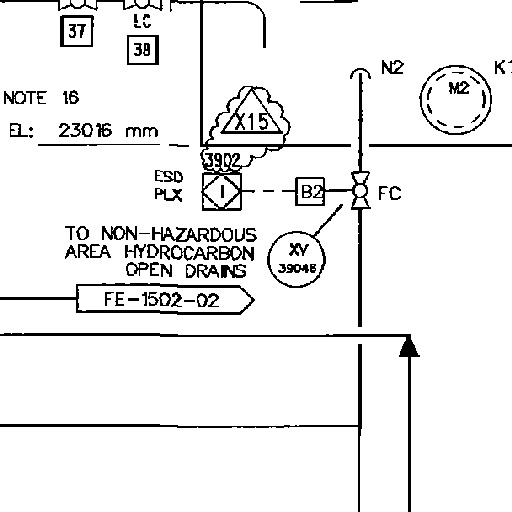 LC
37
38
N2
M2
K1
NOTE 16
X15
EL: 23016 mm
3902
ESD
PLX
I
B2
FC
TO NON-HAZARDOUS
AREA HYDROCARBON
OPEN DRAINS
XV
FE-1502-02